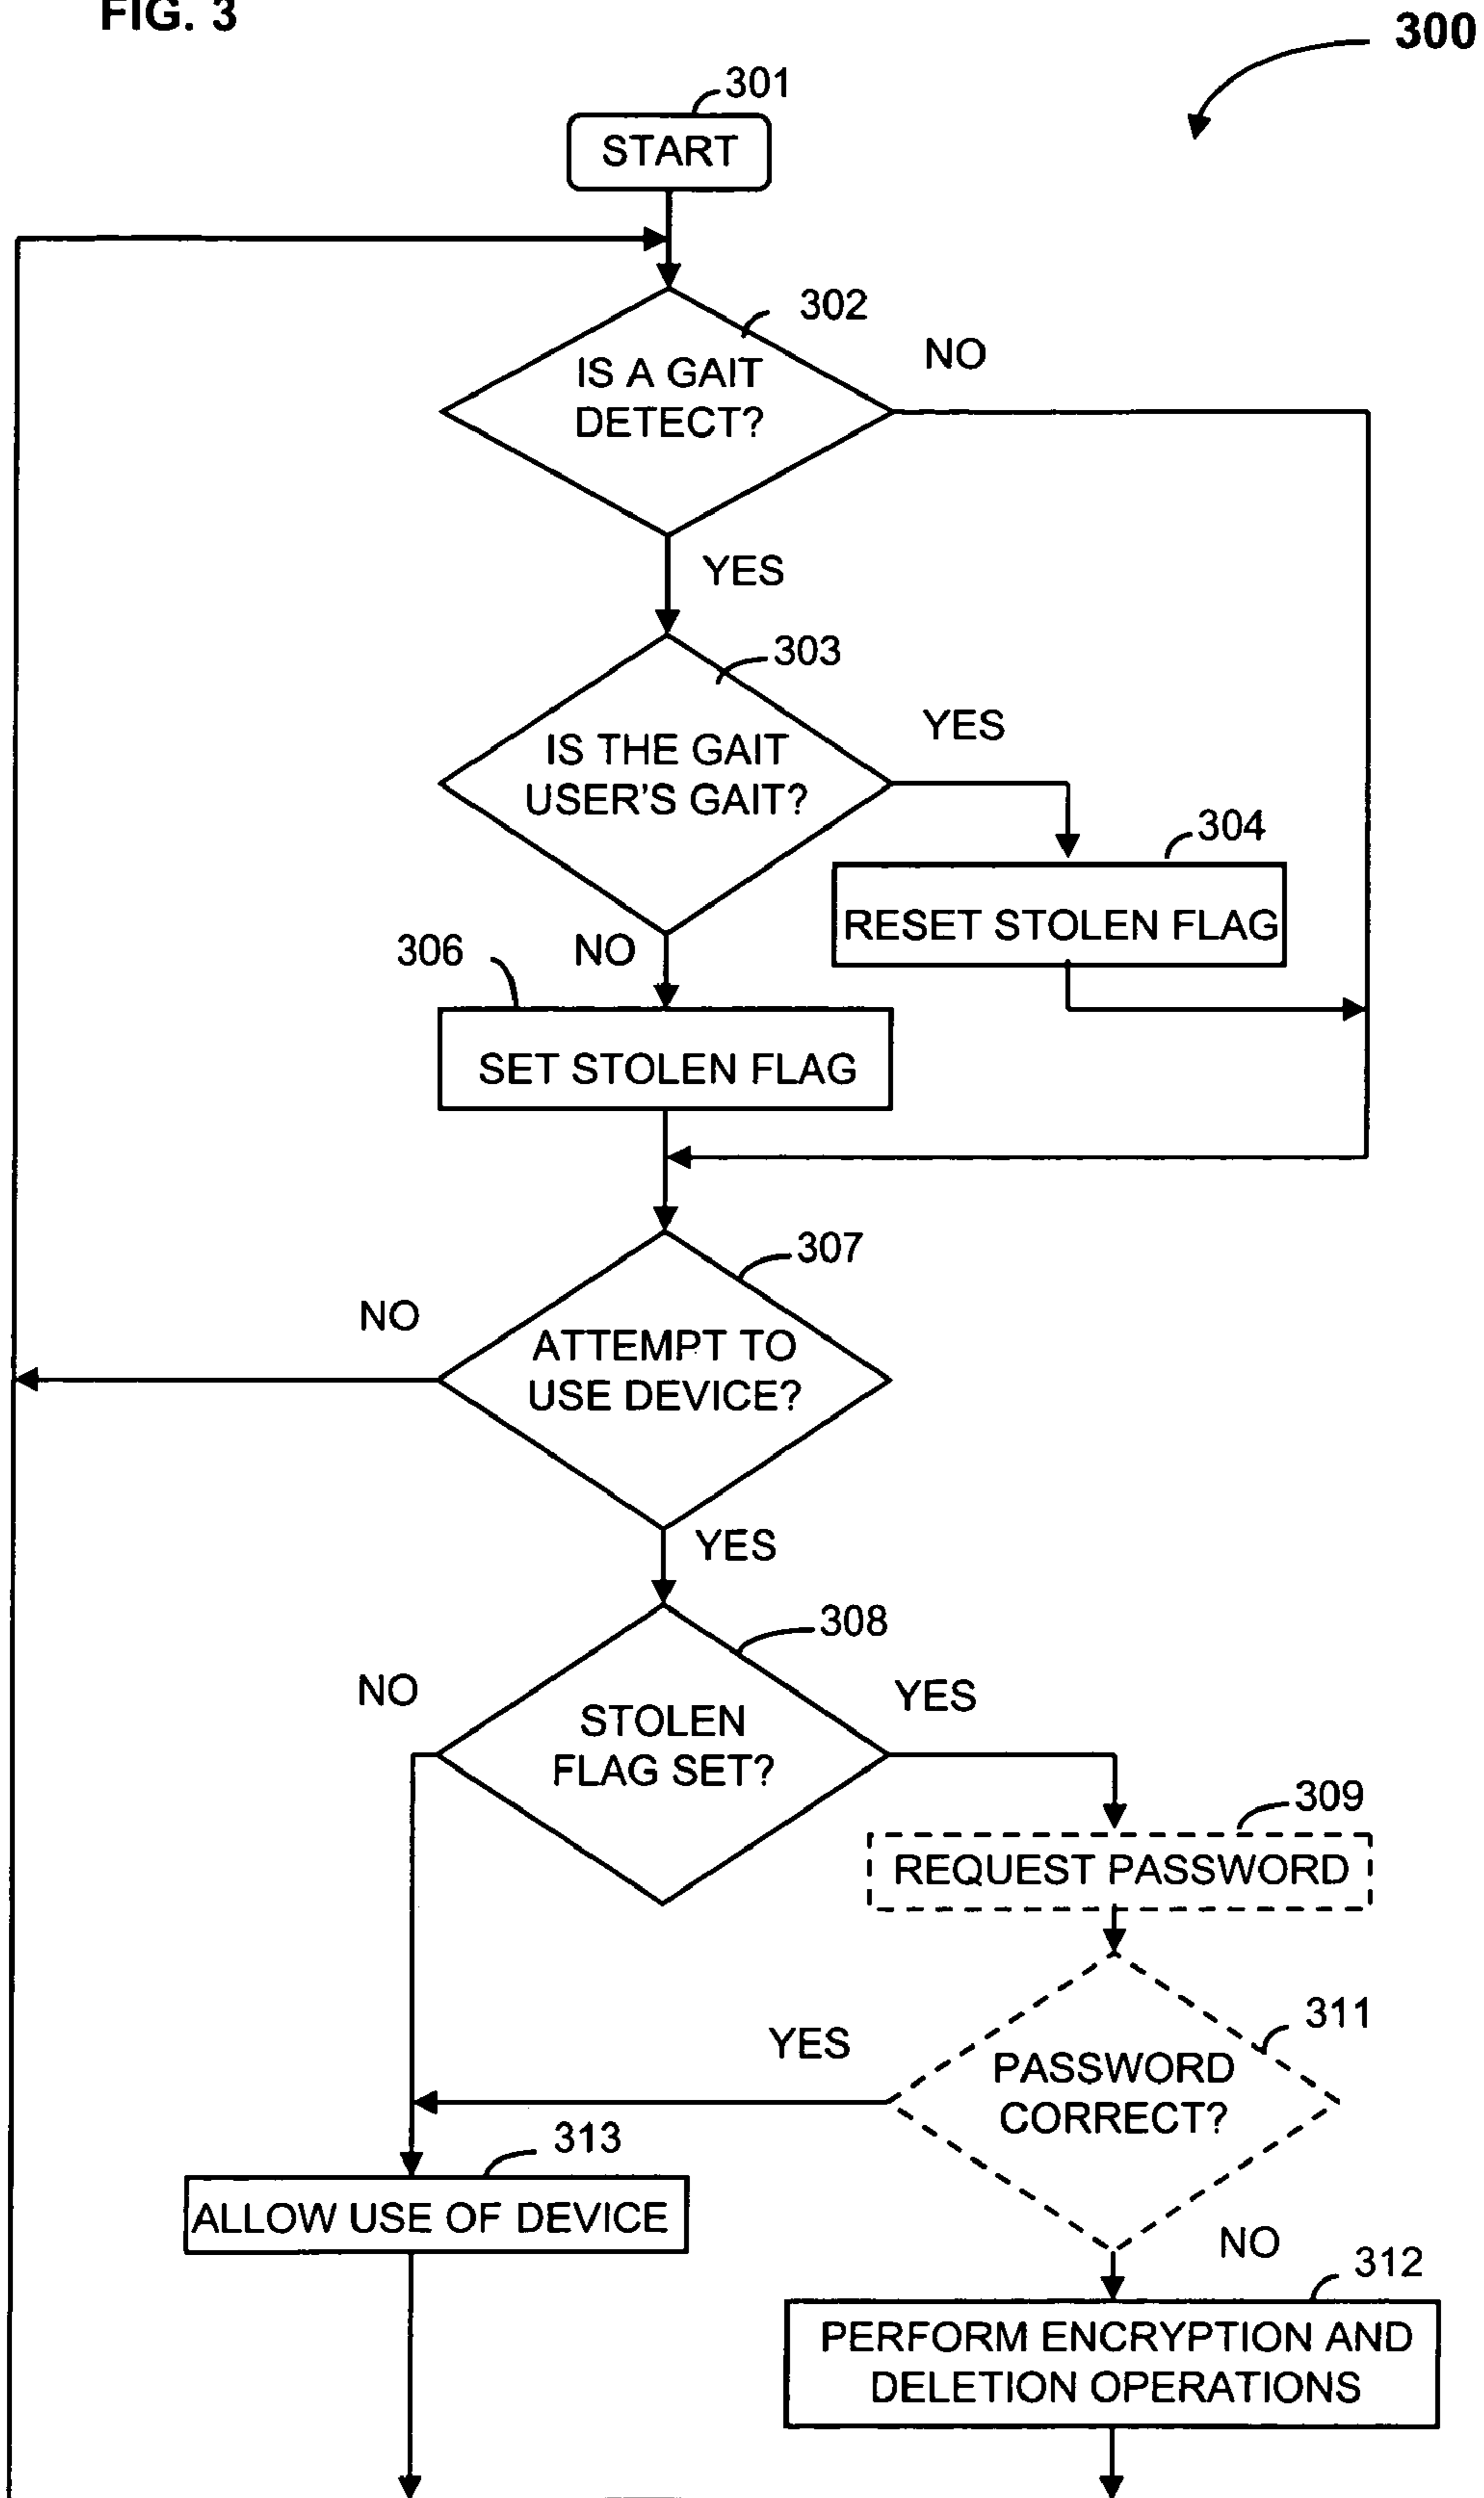 FIG. 3
300
301
START
302
NO
IS A GAIT
DETECT?
YES
303
YES
IS THE GAIT
USER'S GAIT?
304
RESET STOLEN FLAG
306
NO
SET STOLEN FLAG
307
NO
ATTEMPT TO
USE DEVICE?
YES
308
NO
YES
STOLEN
FLAG SET?
309
REQUEST PASSWORD
311
YES
PASSWORD
CORRECT?
313
ALLOW USE OF DEVICE
NO
312
PERFORM ENCRYPTION AND
DELETION OPERATIONS